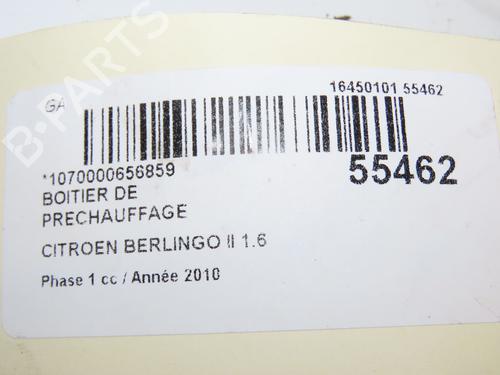 B-PARTS
GA
16450101 55462
*1070000656859
55462
BOITIER DE
PRECHAUFFAGE
CITROEN BERLINGO II 1.6
Phase 1 cc / Année 2010